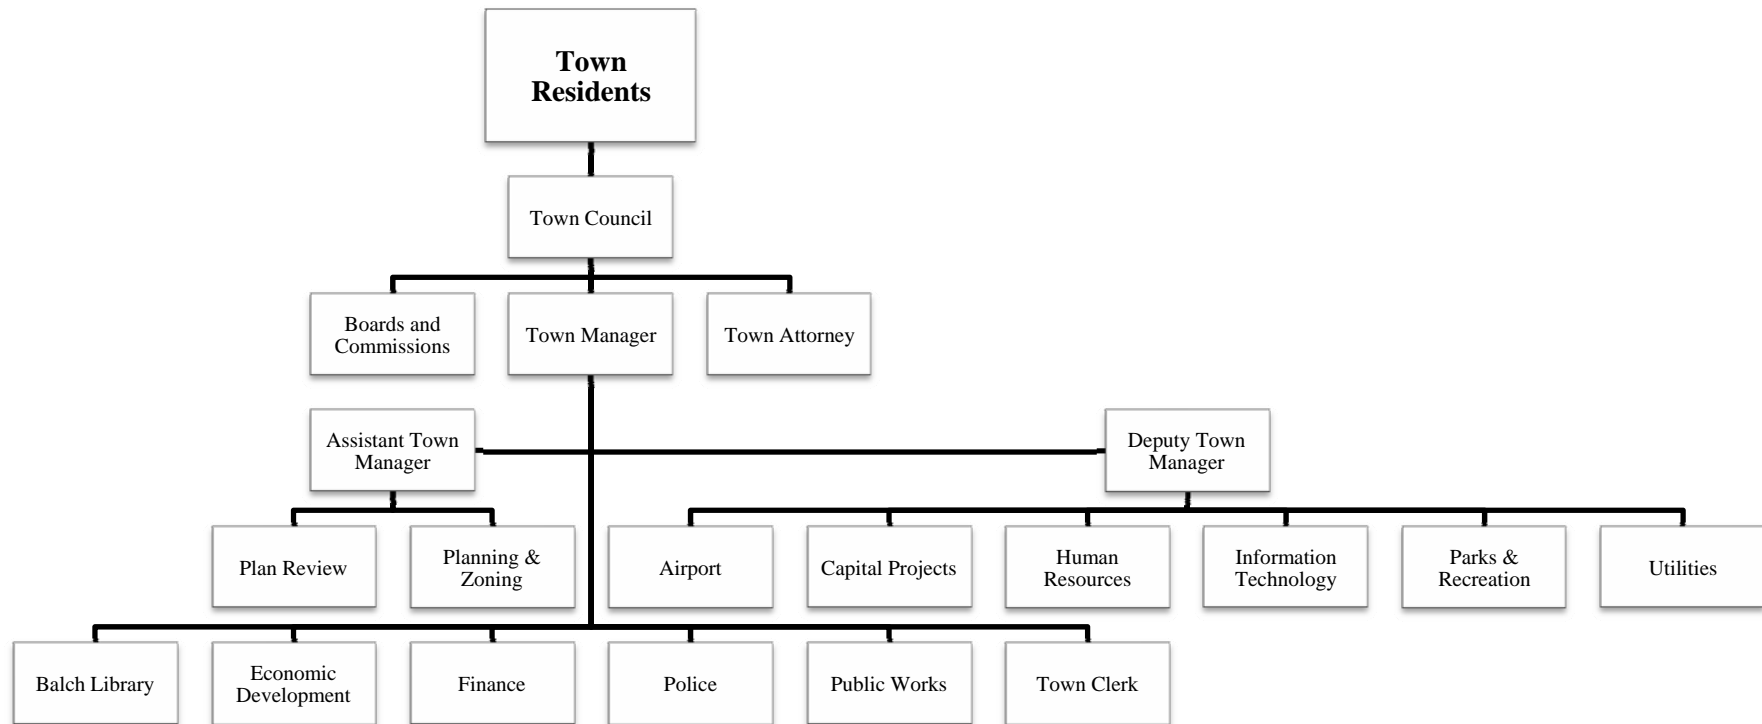 Town
Residents
Town Council
Boards and
Commissions
Town Manager
Town Attorney
Assistant Town
Manager
Deputy Town
Manager
Plan Review
Planning &
Zoning
Airport
Capital Projects
Human
Resources
Information
Technology
Parks &
Recreation
Utilities
Balch Library
Economic
Development
Finance
Police
Public Works
Town Clerk